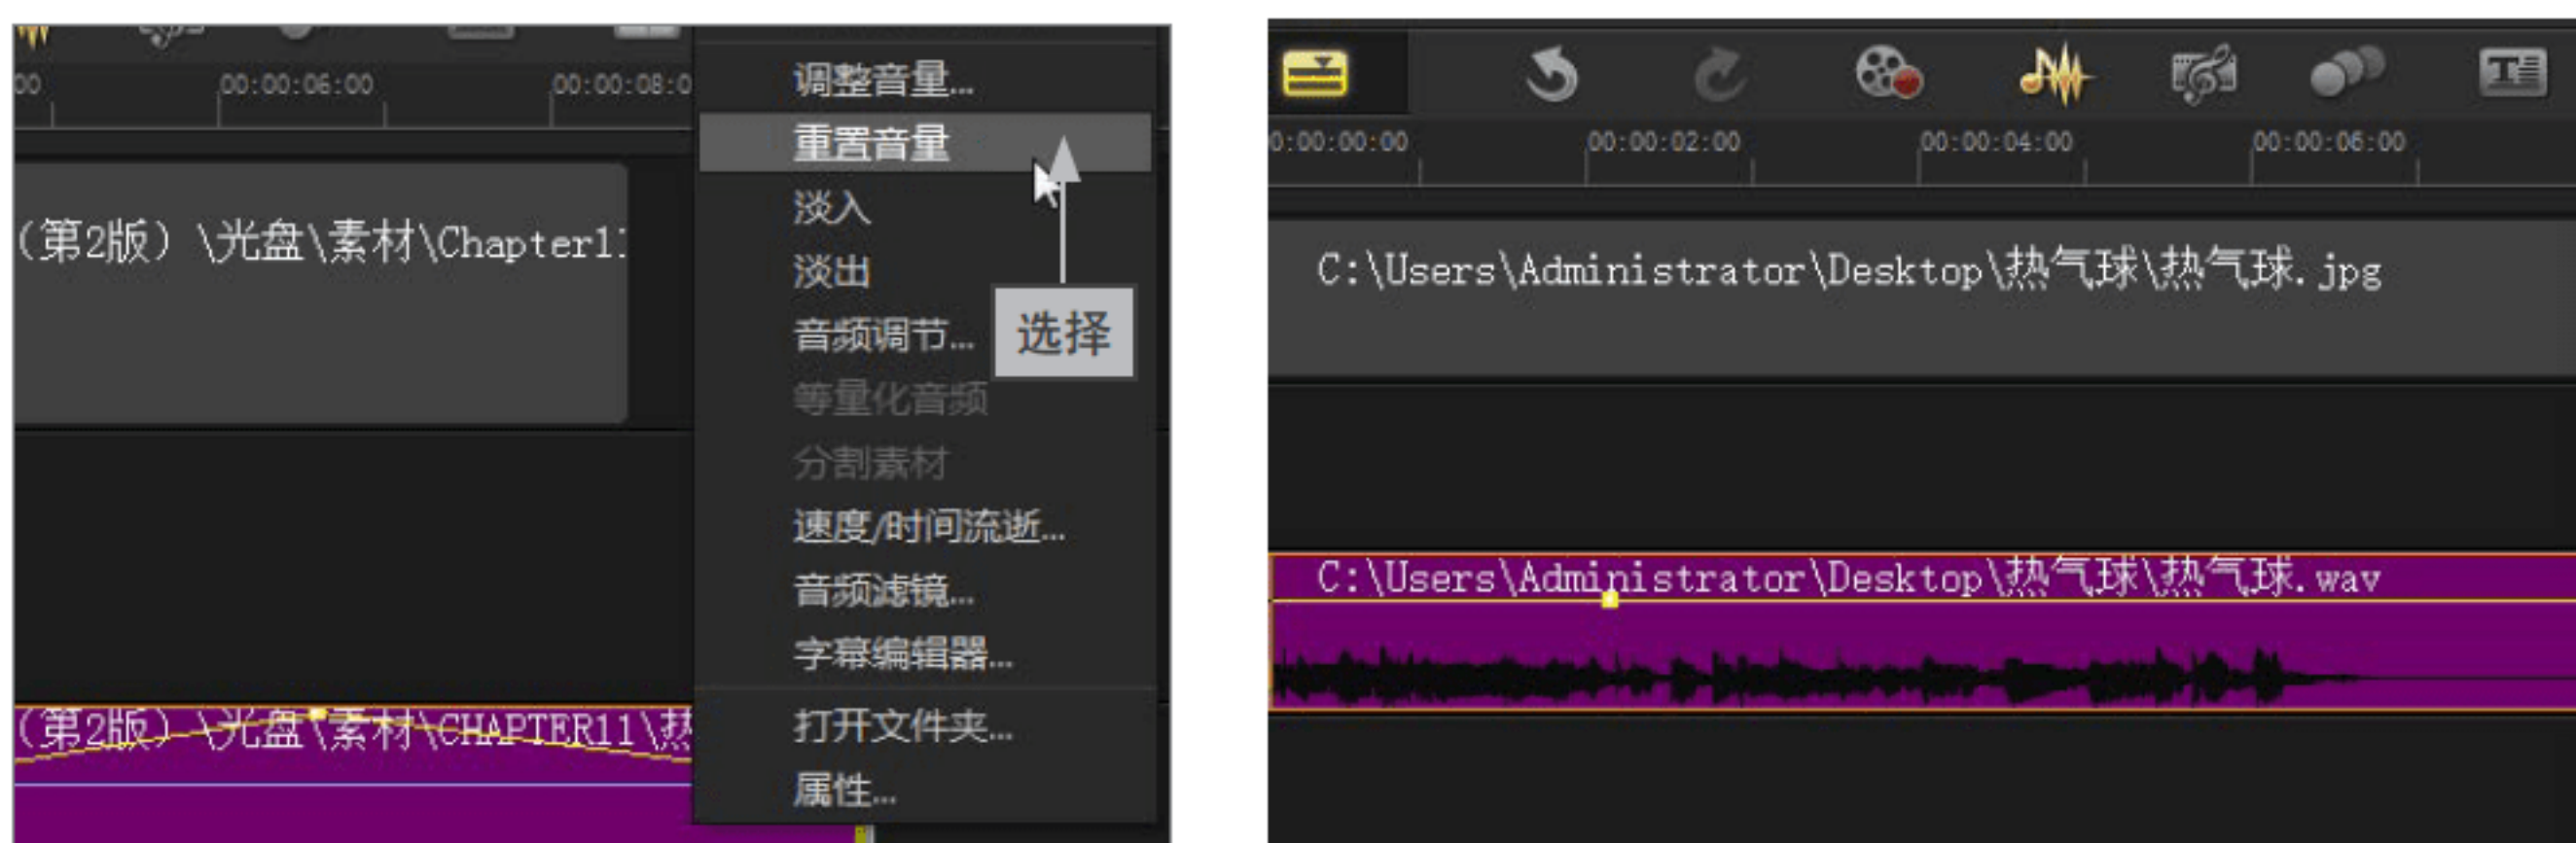 00 00:00:06:00 00:00:08:0
调整音量...
重置音量
淡入
（第2版）\光盘\素材\Chapter11
淡出
音频调节...
选择
等量化音频
分割素材
速度/时间流逝...
音频滤镜...
字幕编辑器...
（第2版）\光盘\素材\CHAPTER11\热
打开文件夹...
属性...
0:00:00:00 00:00:02:00 00:00:04:00 00:00:06:00
C:\Users\Administrator\Desktop\热气球\热气球.jpg
C:\Users\Administrator\Desktop\热气球\热气球.wav